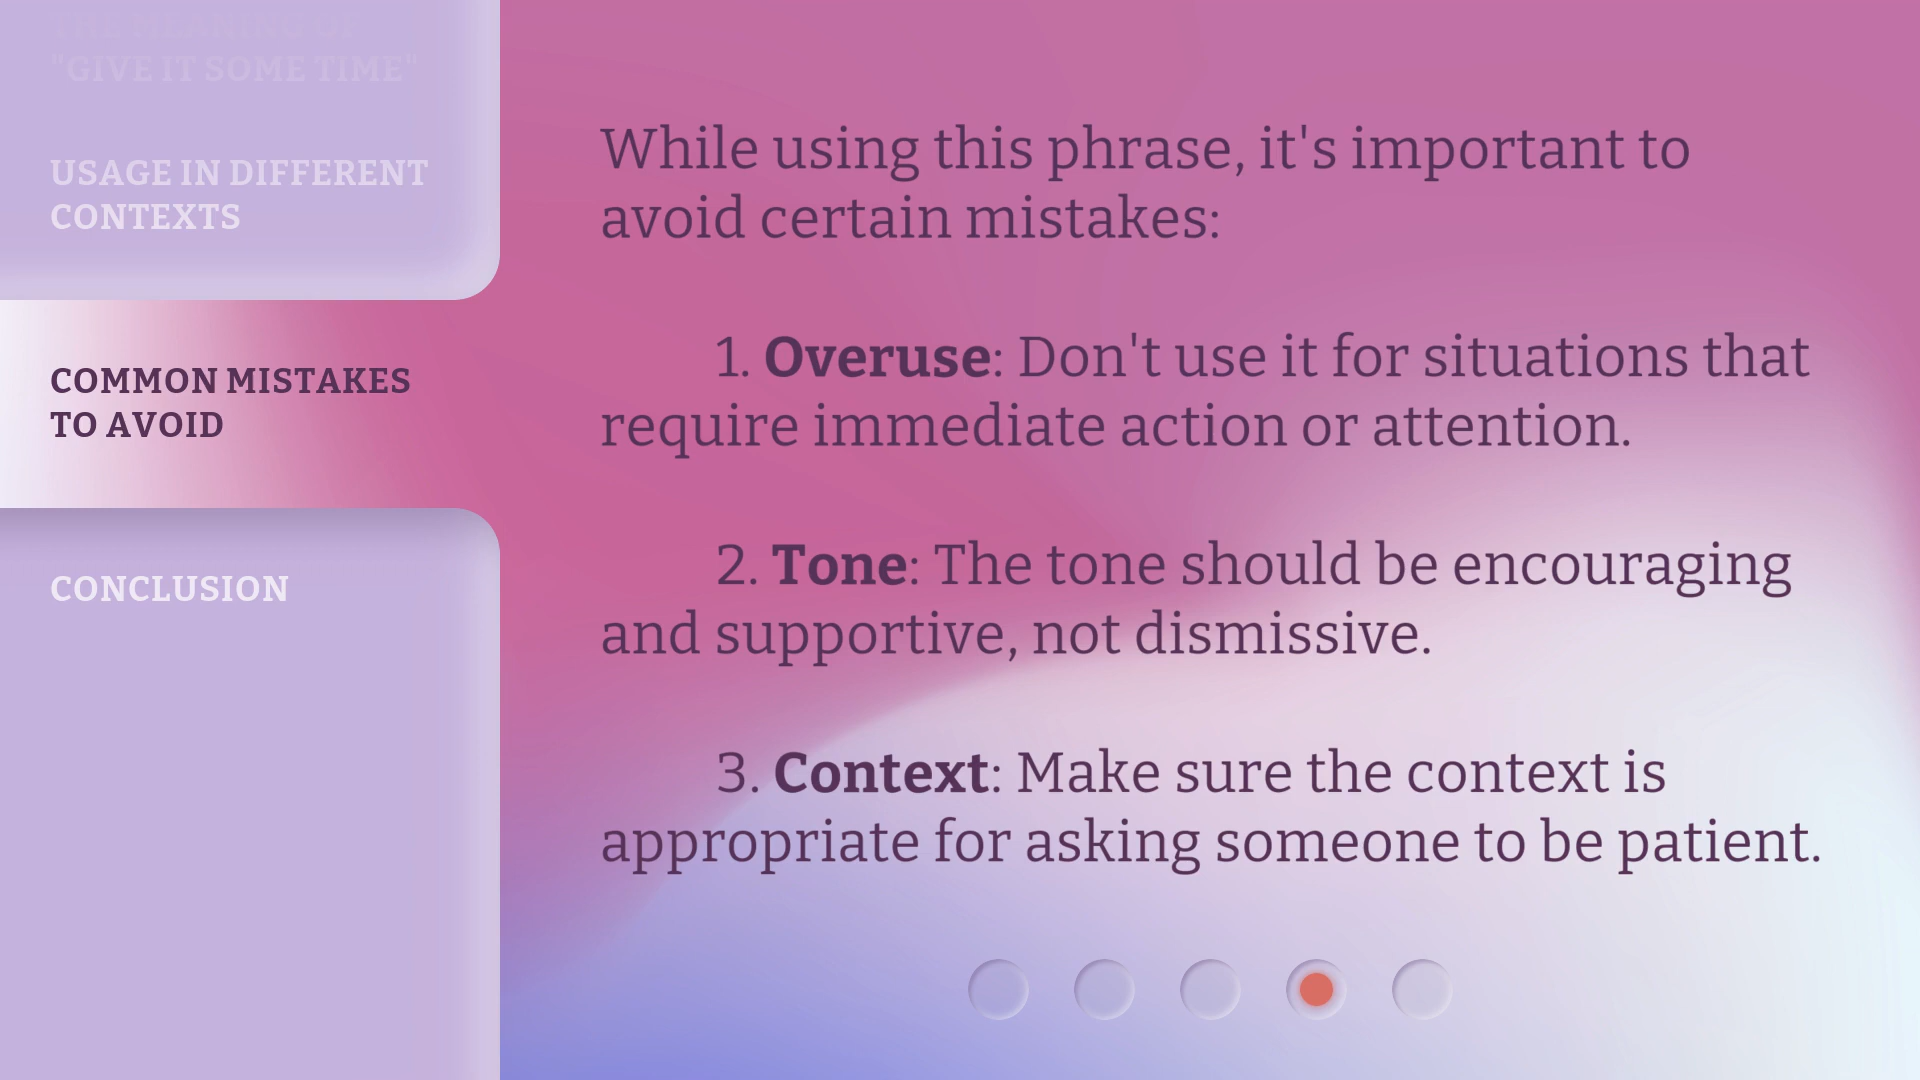 THE MEANING OF
"GIVE IT SOME TIME"
USAGE IN DIFFERENT
CONTEXTS
COMMON MISTAKES
TO AVOID
CONCLUSION
While using this phrase, it's important to
avoid certain mistakes:
1. Overuse: Don't use it for situations that
require immediate action or attention.
2. Tone: The tone should be encouraging
and supportive, not dismissive.
3. Context: Make sure the context is
appropriate for asking someone to be patient.